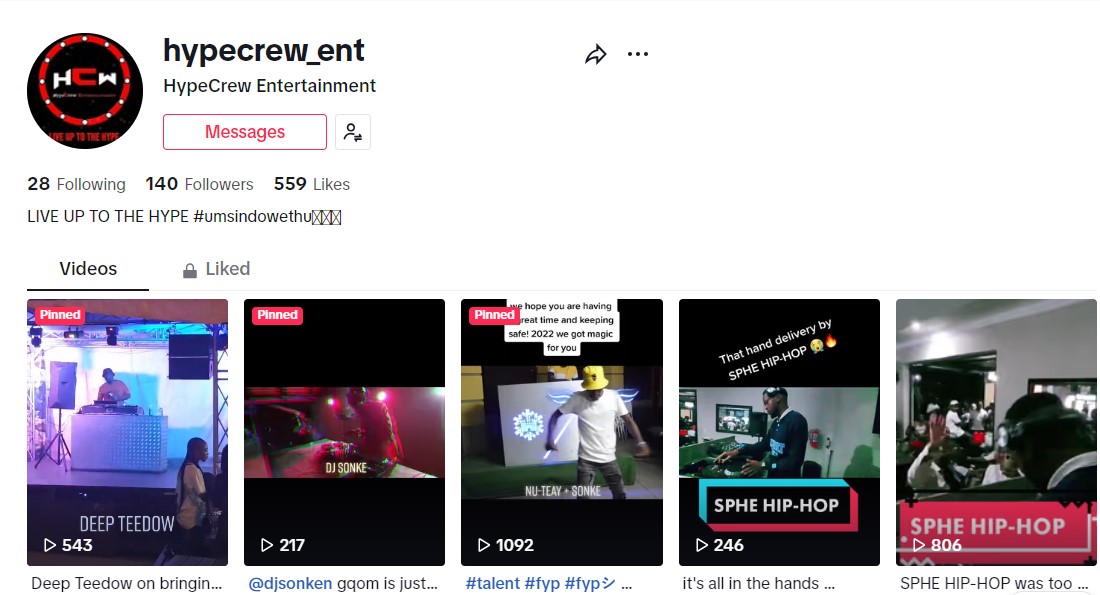 hypecrew_ent
HypeCrew Entertainment
HCW
LIVE UP TO THE HYPE
Messages
28 Following 140 Followers 559 Likes
LIVE UP TO THE HYPE #umsindowethu
Videos Liked
Pinned
DEEP TEEDOW
543
Deep Teedow on bringin...
Pinned
DJ SONKE
217
@djsonken gqom is just...
Pinned
we hope you are having
great time and keeping
safe! 2022 we got magic
for you
NU-TEAY + SONKE
1092
#talent #fyp #fypシ ...
That hand delivery by
SPHE HIP-HOP 😭🔥
SPHE HIP-HOP
246
it's all in the hands ...
SPHE HIP-HOP
806
SPHE HIP-HOP was too ...